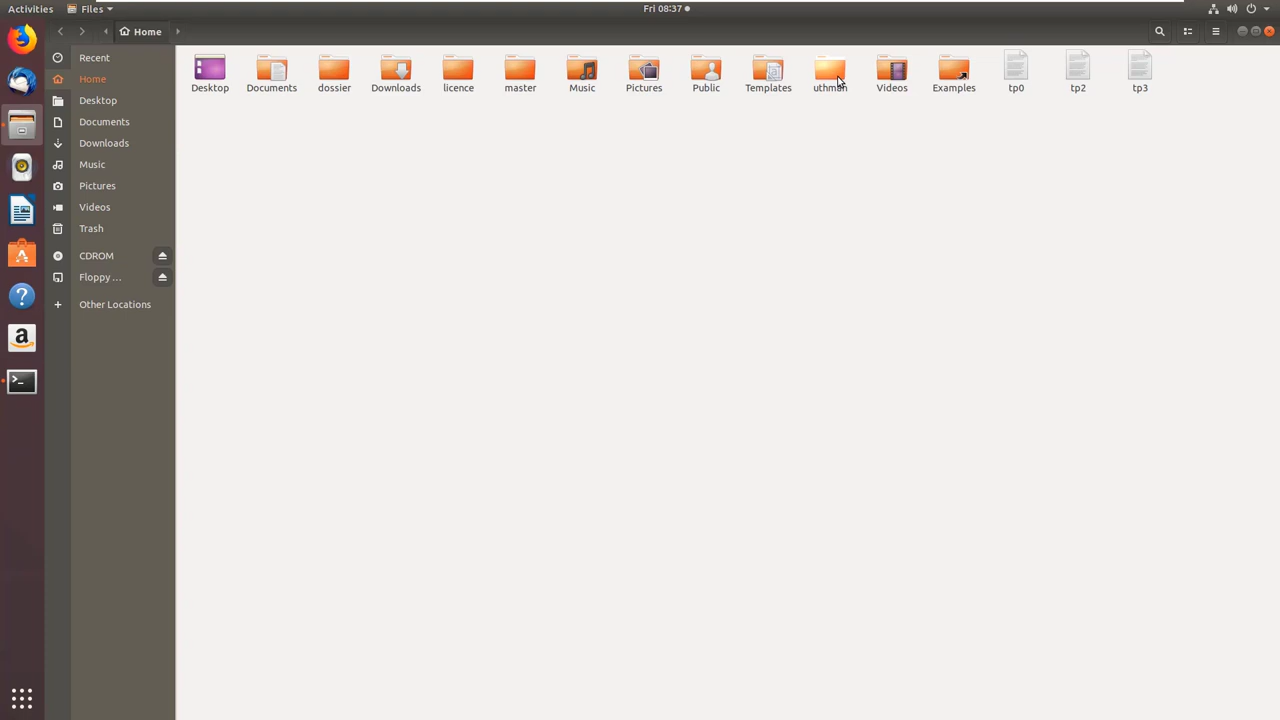 Activities Files Fri 08:37
Home
Recent
Home
Desktop
Documents
Downloads
Music
Pictures
Videos
Trash
CDROM
Floppy ...
Other Locations
Desktop Documents dossier Downloads licence master Music Pictures Public Templates uthman Videos Examples tp0 tp2 tp3